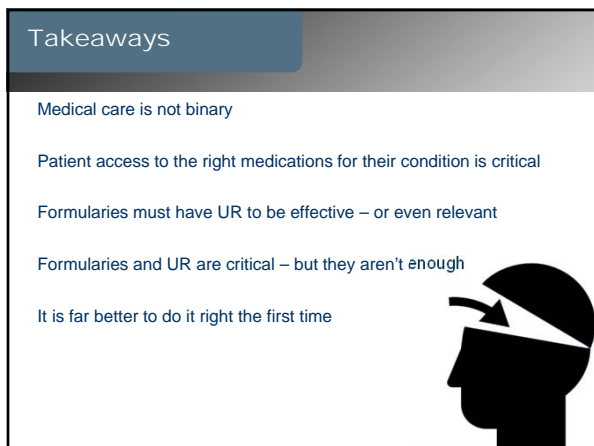 Takeaways
Medical care is not binary
Patient access to the right medications for their condition is critical
Formularies must have UR to be effective – or even relevant
Formularies and UR are critical – but they aren't enough
It is far better to do it right the first time